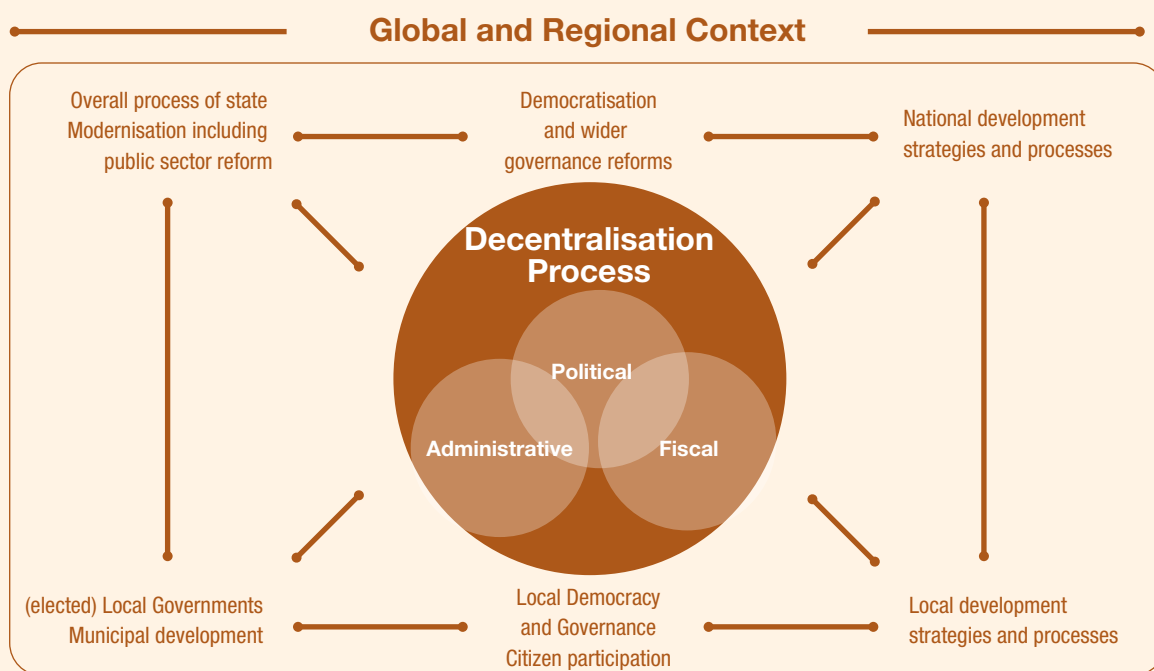 Global and Regional Context
Overall process of state
Modernisation including
public sector reform
Democratisation
and wider
governance reforms
National development
strategies and processes
Decentralisation
Process
Political
Administrative
Fiscal
(elected) Local Governments
Municipal development
Local Democracy
and Governance
Citizen participation
Local development
strategies and processes